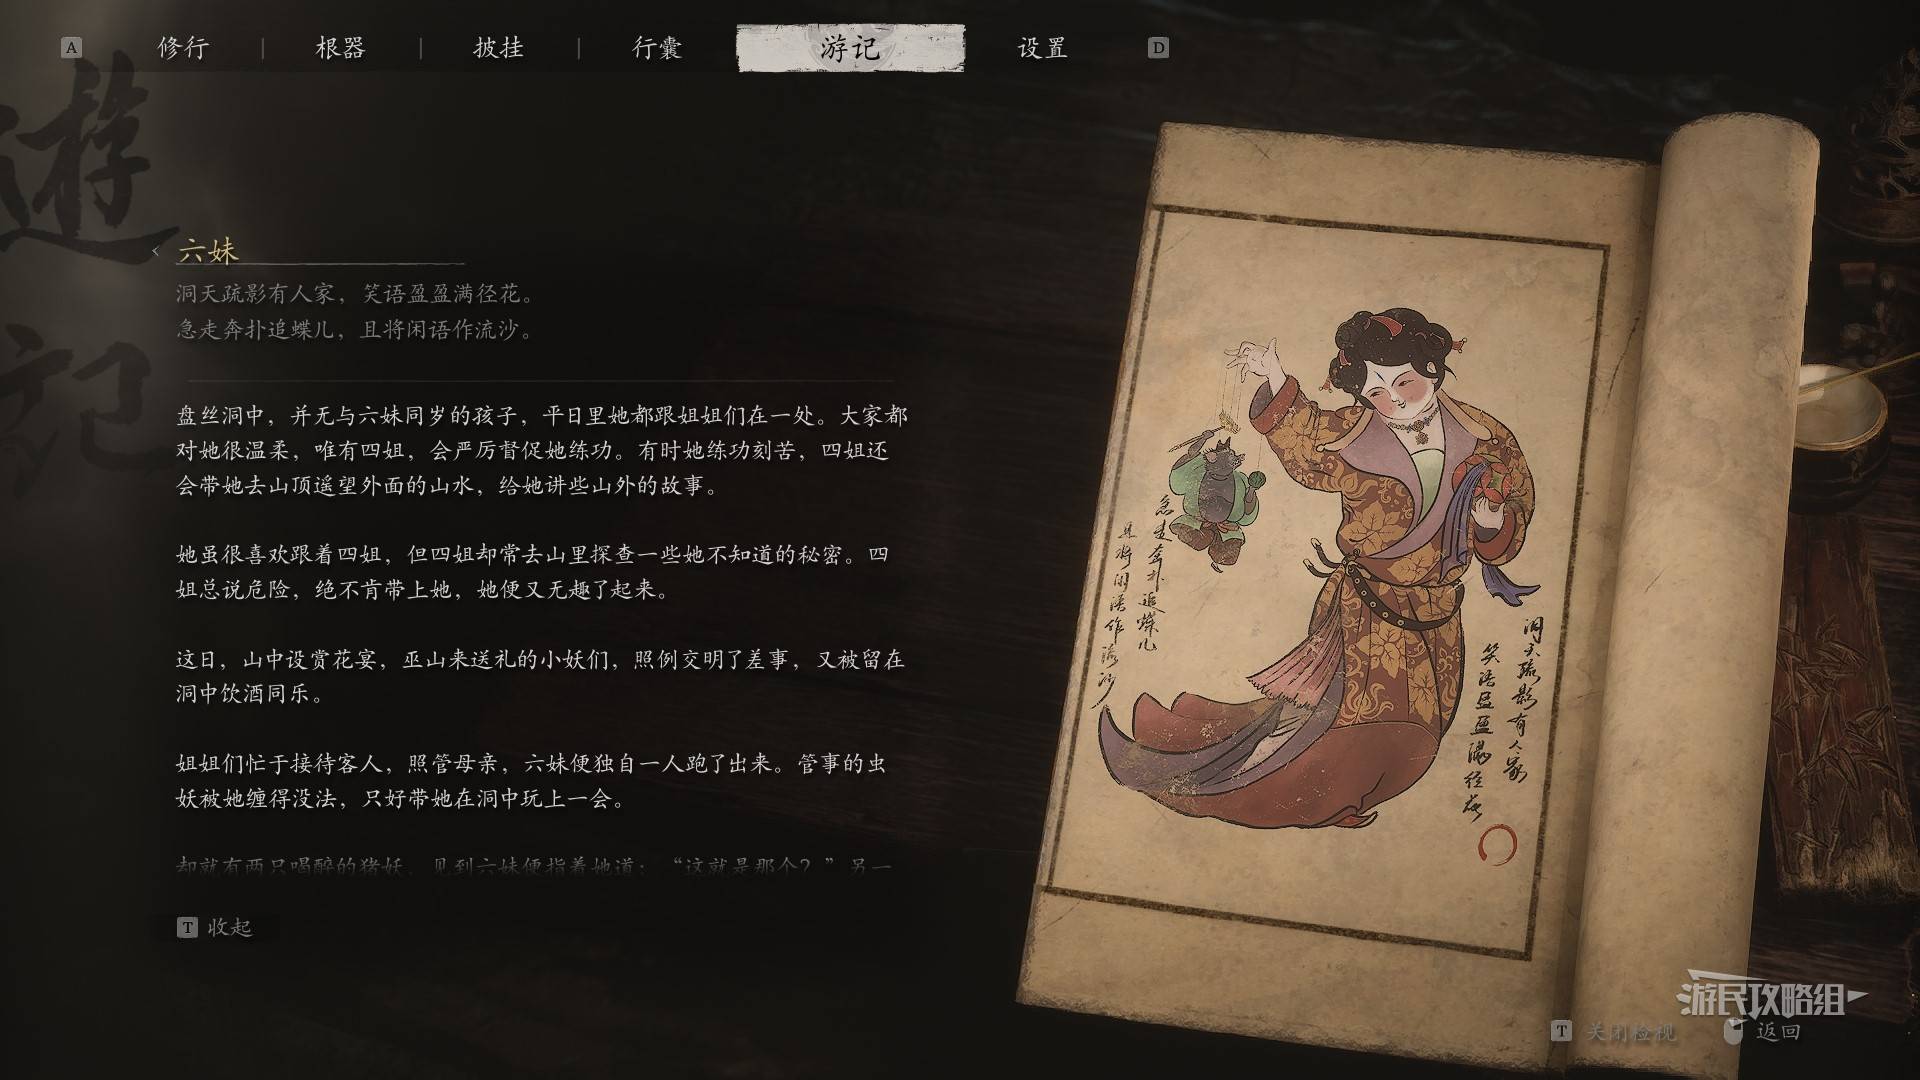 A 修行 | 根器 | 披挂 | 行囊 游记 设置 D
遊記
六妹
洞天疏影有人家，笑语盈盈满径花。
急走奔扑追蝶儿，且将闲语作流沙。
盘丝洞中，并无与六妹同岁的孩子，平日里她都跟姐姐们在一处。大家都
对她很温柔，唯有四姐，会严厉督促她练功。有时她练功刻苦，四姐还
会带她去山顶遥望外面的山水，给她讲些山外的故事。
她虽很喜欢跟着四姐，但四姐却常去山里探查一些她不知道的秘密。四
姐总说危险，绝不肯带上她，她便又无趣了起来。
这日，山中设赏花宴，巫山来送礼的小妖们，照例交明了差事，又被留在
洞中饮酒同乐。
姐姐们忙于接待客人，照管母亲，六妹便独自一人跑了出来。管事的虫
妖被她缠得没法，只好带她在洞中玩上一会。
却就有两只喝醉的猪妖，见到六妹便指着她道：“这就是那个？”另一
T 收起
洞天疏影有人家
笑语盈盈满径花
急走奔扑追蝶儿
且将闲语作流沙
游民攻略组
T 关闭检视 返回